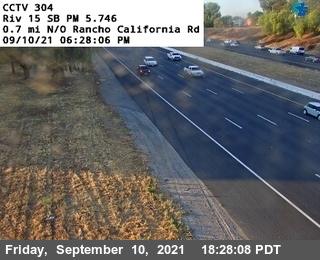 CCTV 304
Riv 15 SB PM 5.746
0.7 mi N/O Rancho California Rd
09/10/21 06:28:06 PM
Friday, September 10, 2021 18:28:08 PDT